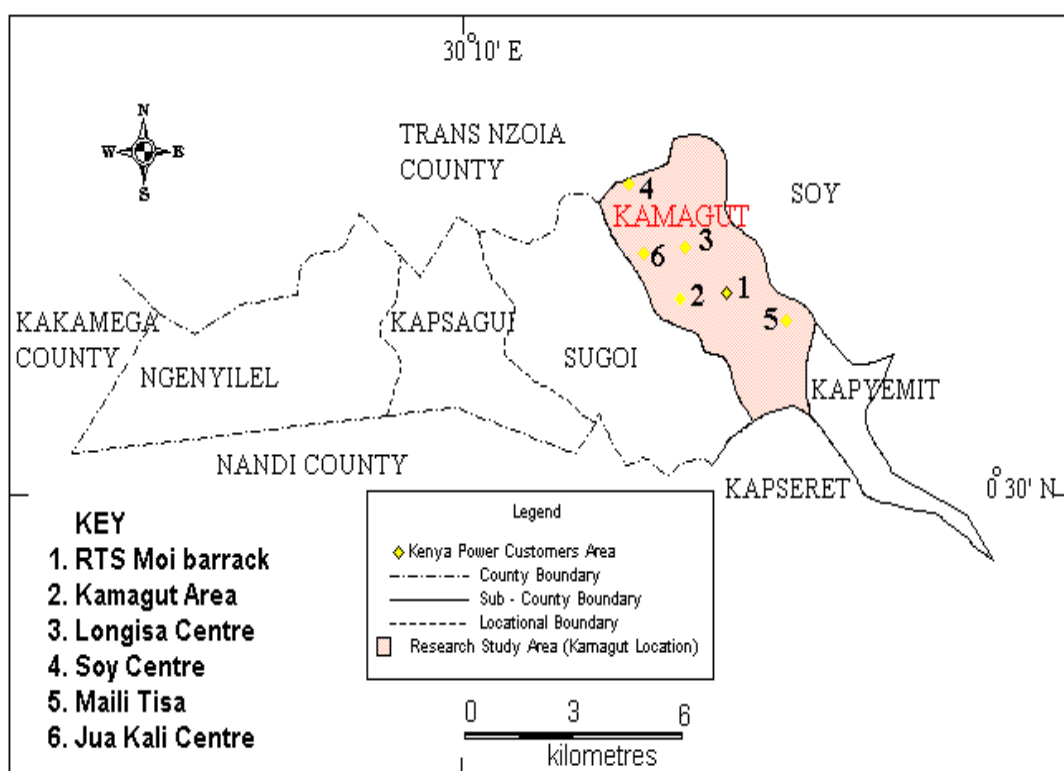 30°10' E
N
W E
S
TRANS NZOIA
COUNTY
SOY
4
KAMAGUT
3
6
2 1
5
KAKAMEGA
COUNTY
KAPSAGUI
SUGOI
NGENYILEL
KAPYEMIT
NANDI COUNTY
KAPSERET
0°30' N
KEY
1. RTS Moi barrack
2. Kamagut Area
3. Longisa Centre
4. Soy Centre
5. Maili Tisa
6. Jua Kali Centre
Legend
Kenya Power Customers Area
County Boundary
Sub - County Boundary
Locational Boundary
Research Study Area (Kamagut Location)
0 3 6
kilometres